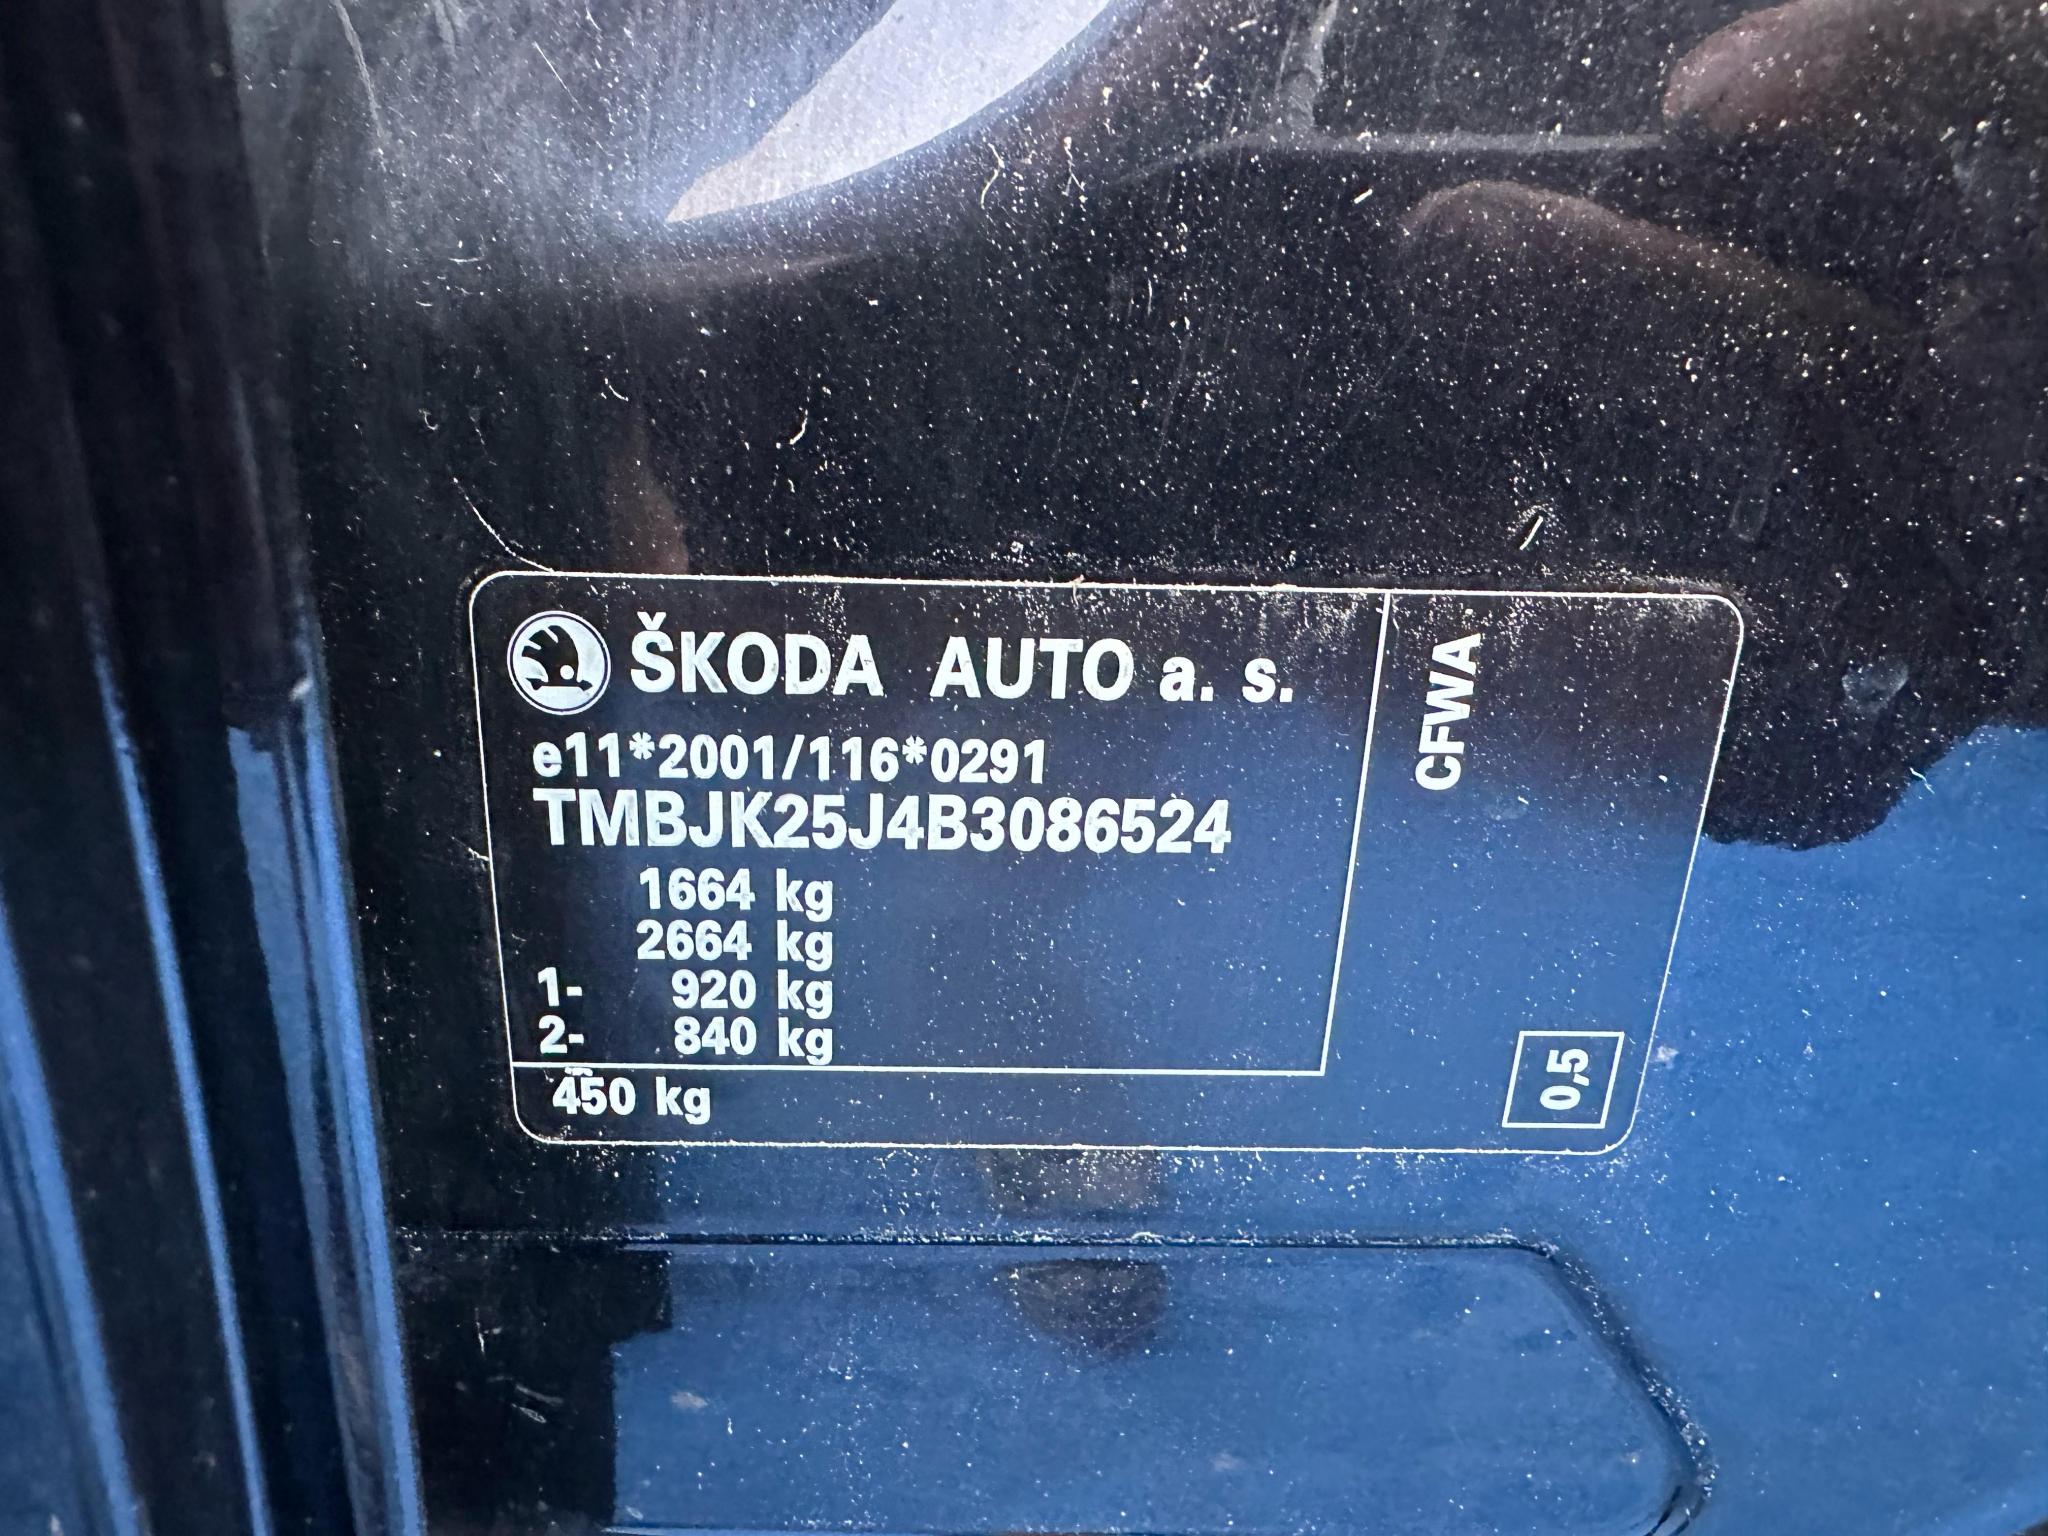 ŠKODA AUTO a. s.
e11*2001/116*0291
TMBJK25J4B3086524
1664 kg
2664 kg
1- 920 kg
2- 840 kg
450 kg
CFWA
0,5